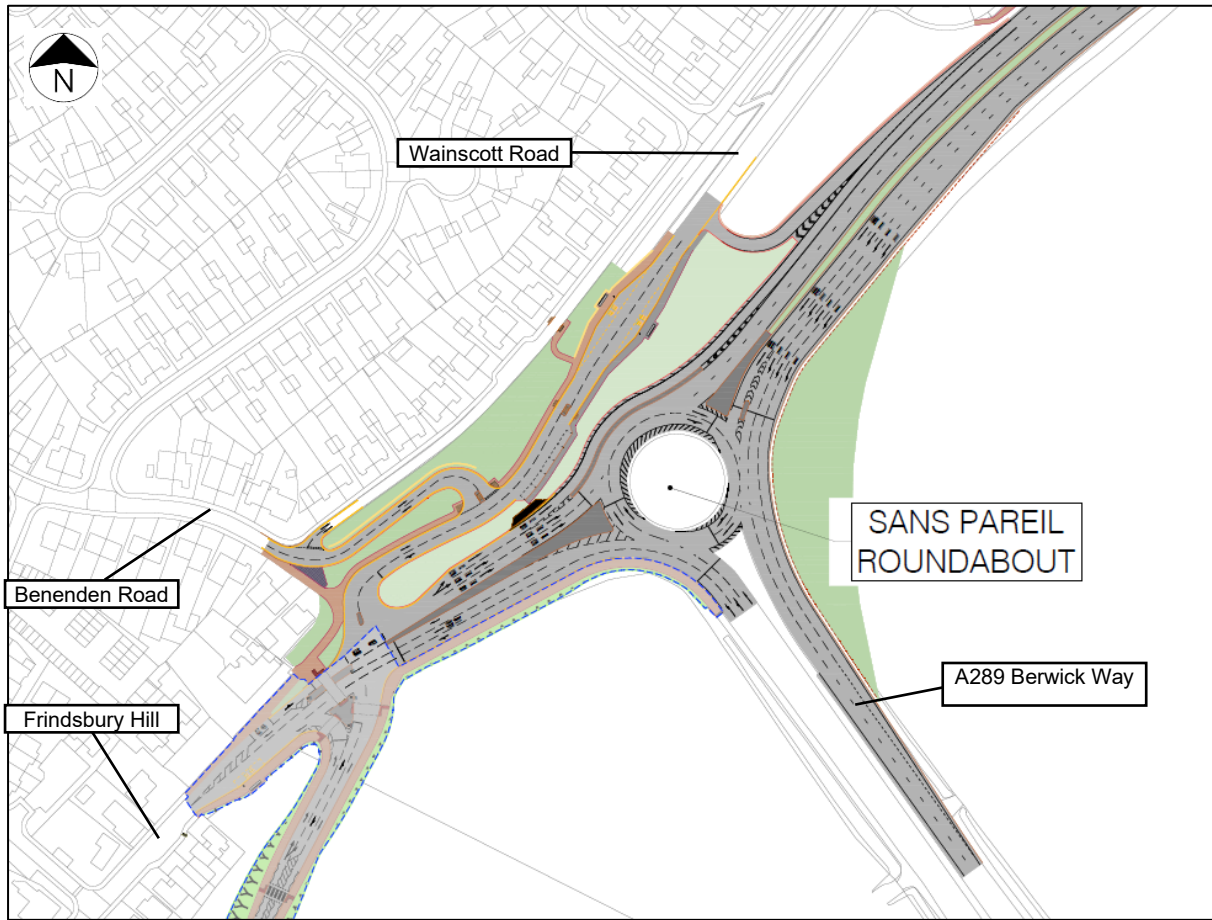 N
Wainscott Road
SANS PAREIL
ROUNDABOUT
Benenden Road
A289 Berwick Way
Frindsbury Hill